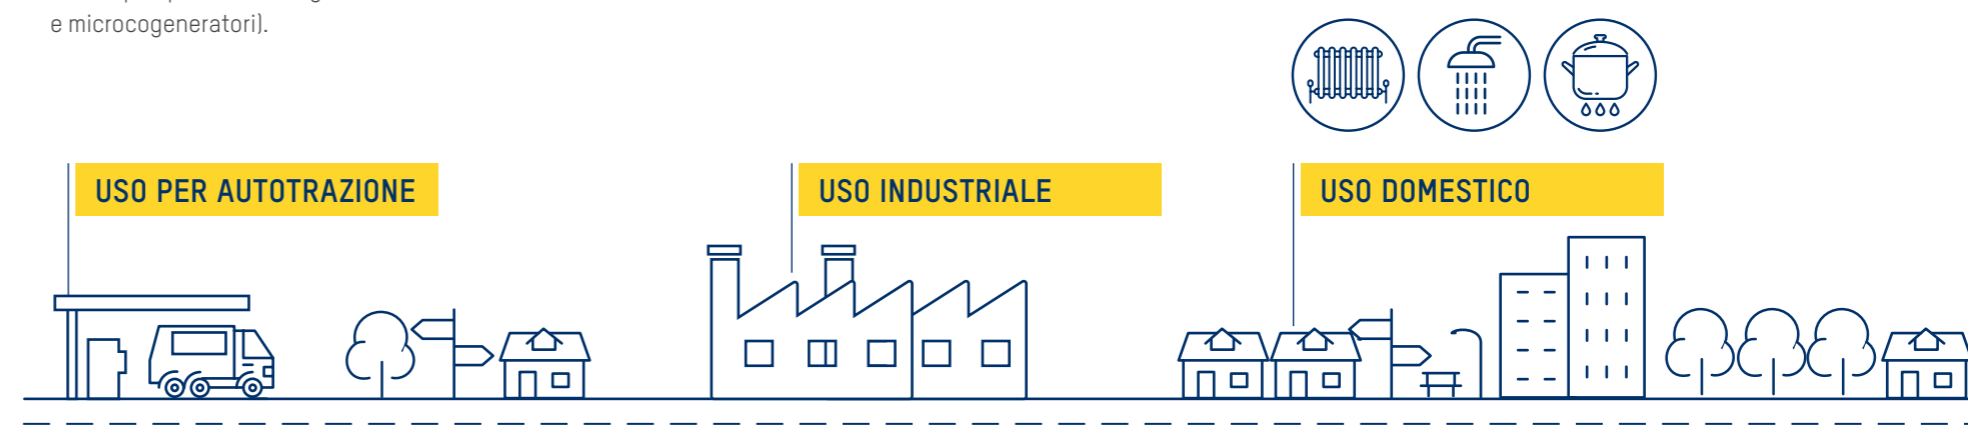 e microcogeneratori).
USO PER AUTOTRAZIONE
USO INDUSTRIALE
USO DOMESTICO